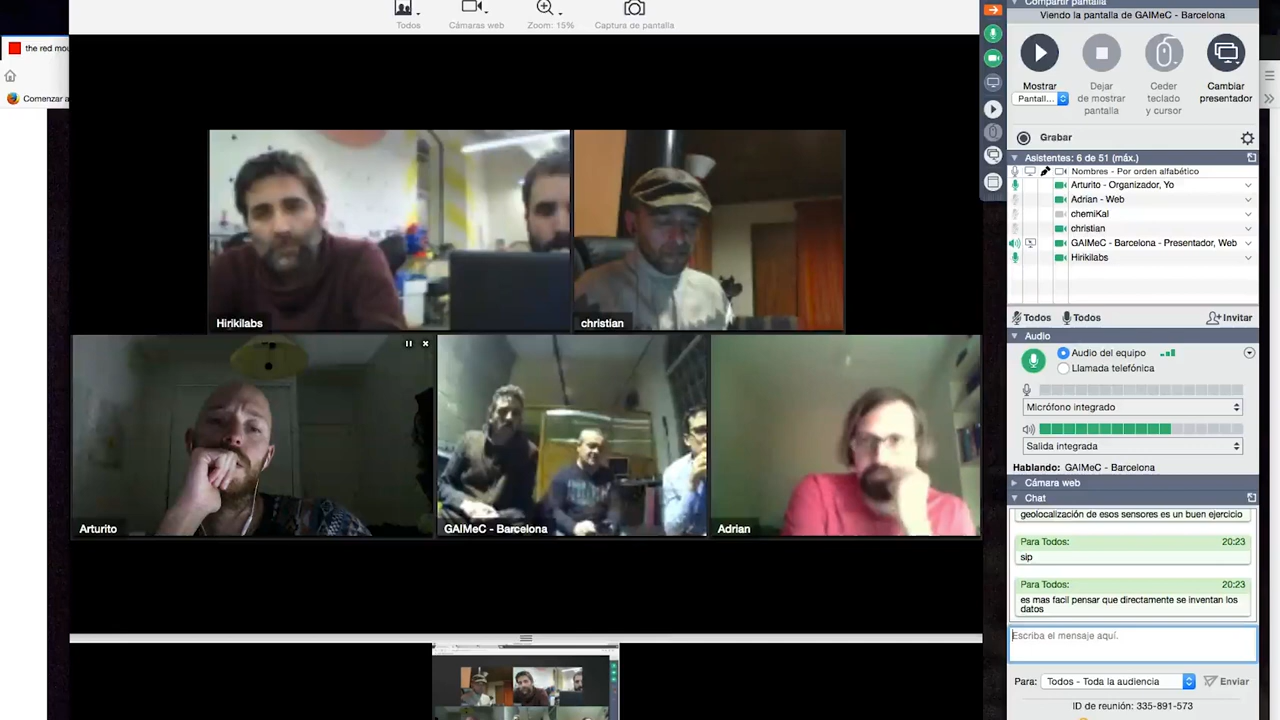 Todos
Cámaras web
Zoom: 15%
Captura de pantalla
the red mou
Comenzar a
Hirikilabs
christian
Arturito
GAIMeC - Barcelona
Adrian
Compartir pantalla
Viendo la pantalla de GAIMeC - Barcelona
Mostrar
Pantall...
Dejar
de mostrar
pantalla
Ceder
teclado
y cursor
Cambiar
presentador
Grabar
Asistentes: 6 de 51 (máx.)
Nombres - Por orden alfabético
Arturito - Organizador, Yo
Adrian - Web
chemiKal
christian
GAIMeC - Barcelona - Presentador, Web
Hirikilabs
Todos
Todos
Invitar
Audio
Audio del equipo
Llamada telefónica
Micrófono integrado
Salida integrada
Hablando: GAIMeC - Barcelona
Cámara web
Chat
geolocalización de esos sensores es un buen ejercicio
Para Todos: 20:23
sip
Para Todos: 20:23
es mas facil pensar que directamente se inventan los
datos
Escriba el mensaje aquí.
Para: Todos - Toda la audiencia
Enviar
ID de reunión: 335-891-573